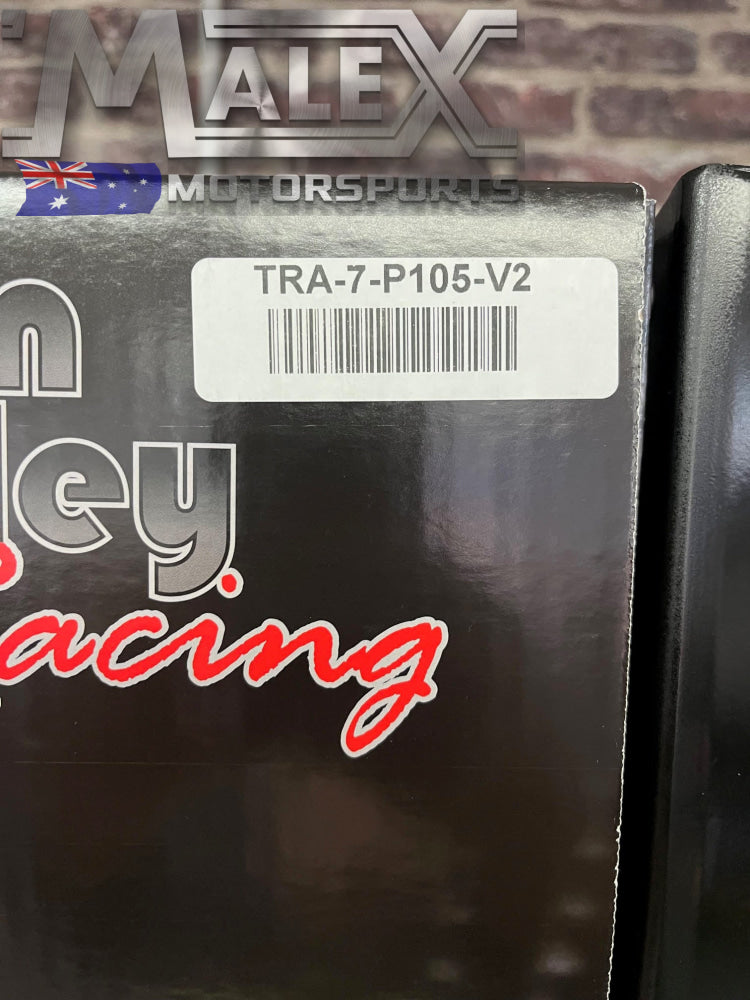 MALEX
MOTORSPORTS
TRA-7-P105-V2
n
ley
acing